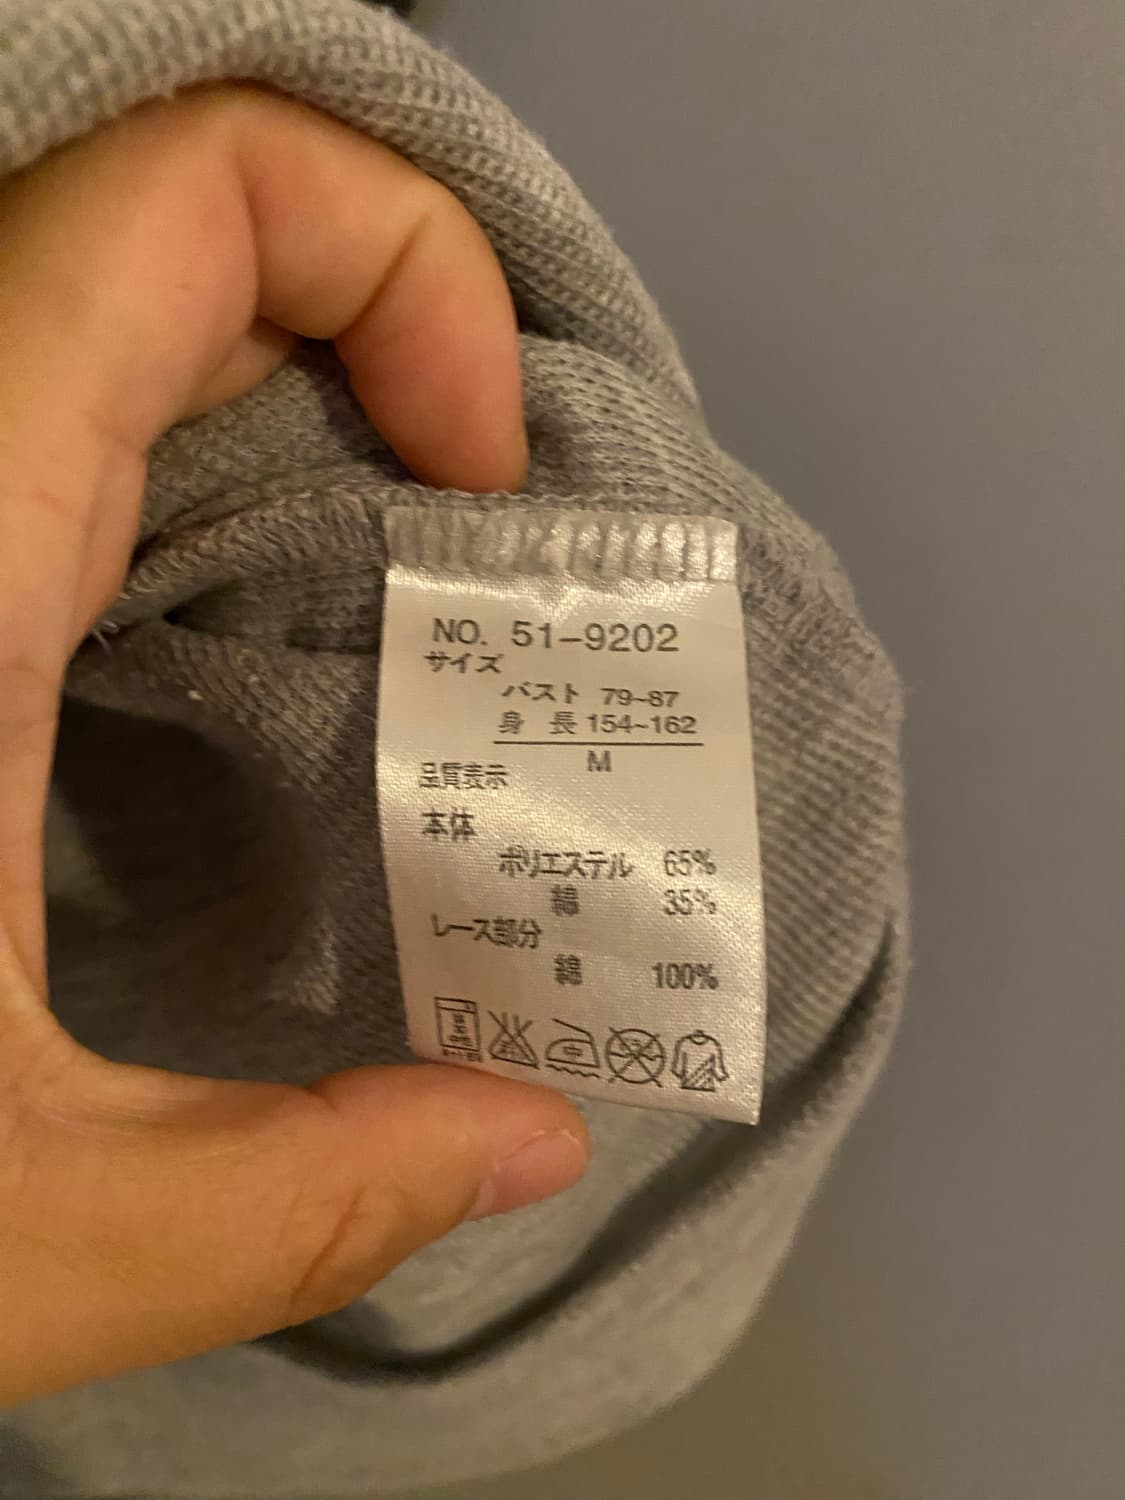 NO. 51-9202
サイズ
バスト 79~87
身 長 154~162
M
品質表示
本体
ポリエステル 65%
綿 35%
レース部分
綿 100%
中